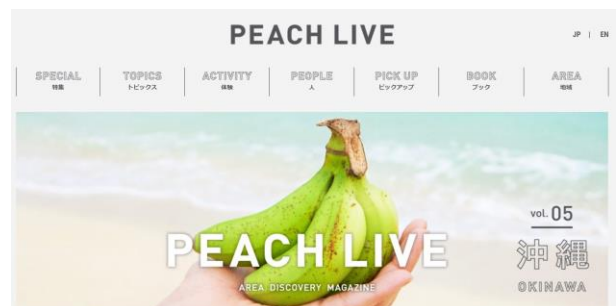 PEACH LIVE
JP | EN
SPECIAL TOPICS ACTIVITY PEOPLE PICK UP BOOK AREA
特集 トピックス 体験 人 ピックアップ ブック 地域
vol. 05
PEACH LIVE
沖縄
AREA DISCOVERY MAGAZINE
OKINAWA